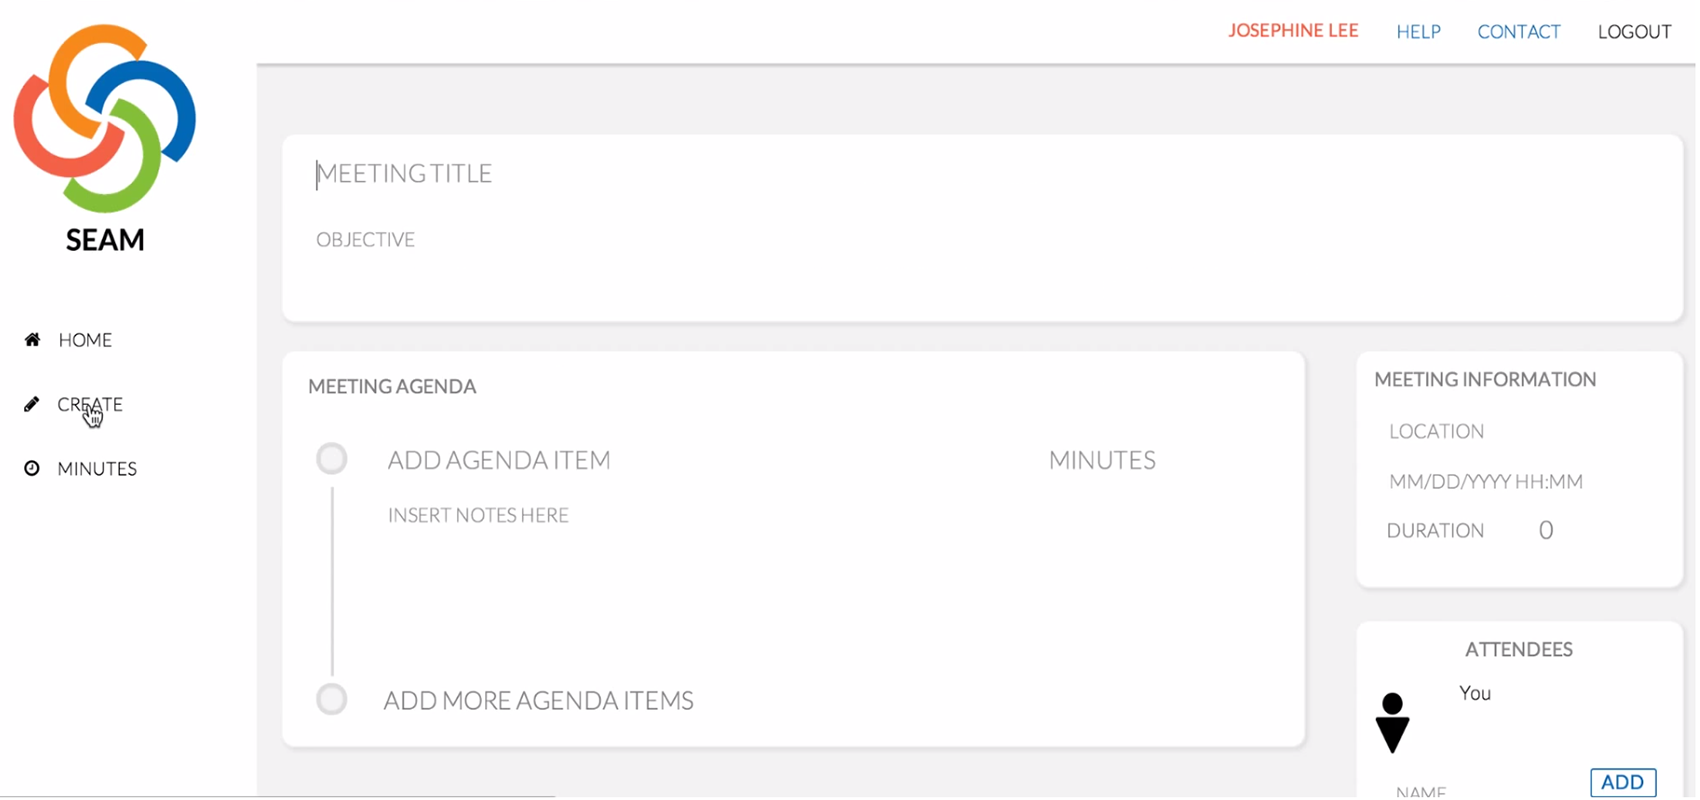 JOSEPHINE LEE HELP CONTACT LOGOUT
SEAM
HOME
CREATE
MINUTES
MEETING TITLE
OBJECTIVE
MEETING AGENDA
ADD AGENDA ITEM MINUTES
INSERT NOTES HERE
ADD MORE AGENDA ITEMS
MEETING INFORMATION
LOCATION
MM/DD/YYYY HH:MM
DURATION 0
ATTENDEES
You
NAME ADD